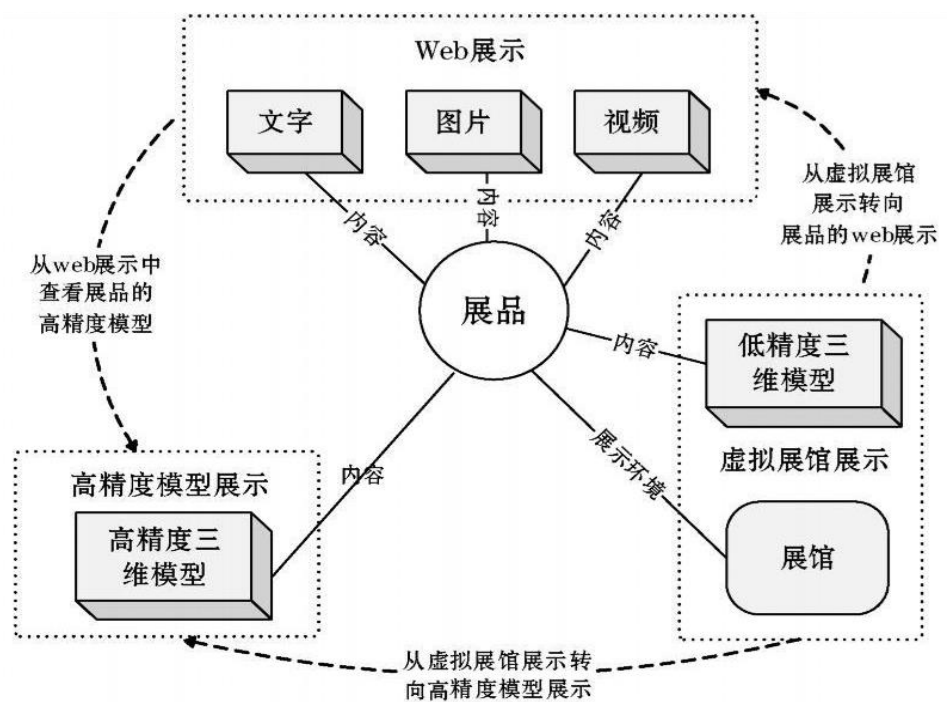 Web展示
文字
图片
视频
内容
内容
内容
从虚拟展馆
展示转向
展品的web展示
从web展示中
查看展品的
高精度模型
展品
内容
低精度三
维模型
虚拟展馆展示
展示环境
展馆
内容
高精度模型展示
高精度三
维模型
从虚拟展馆展示转
向高精度模型展示